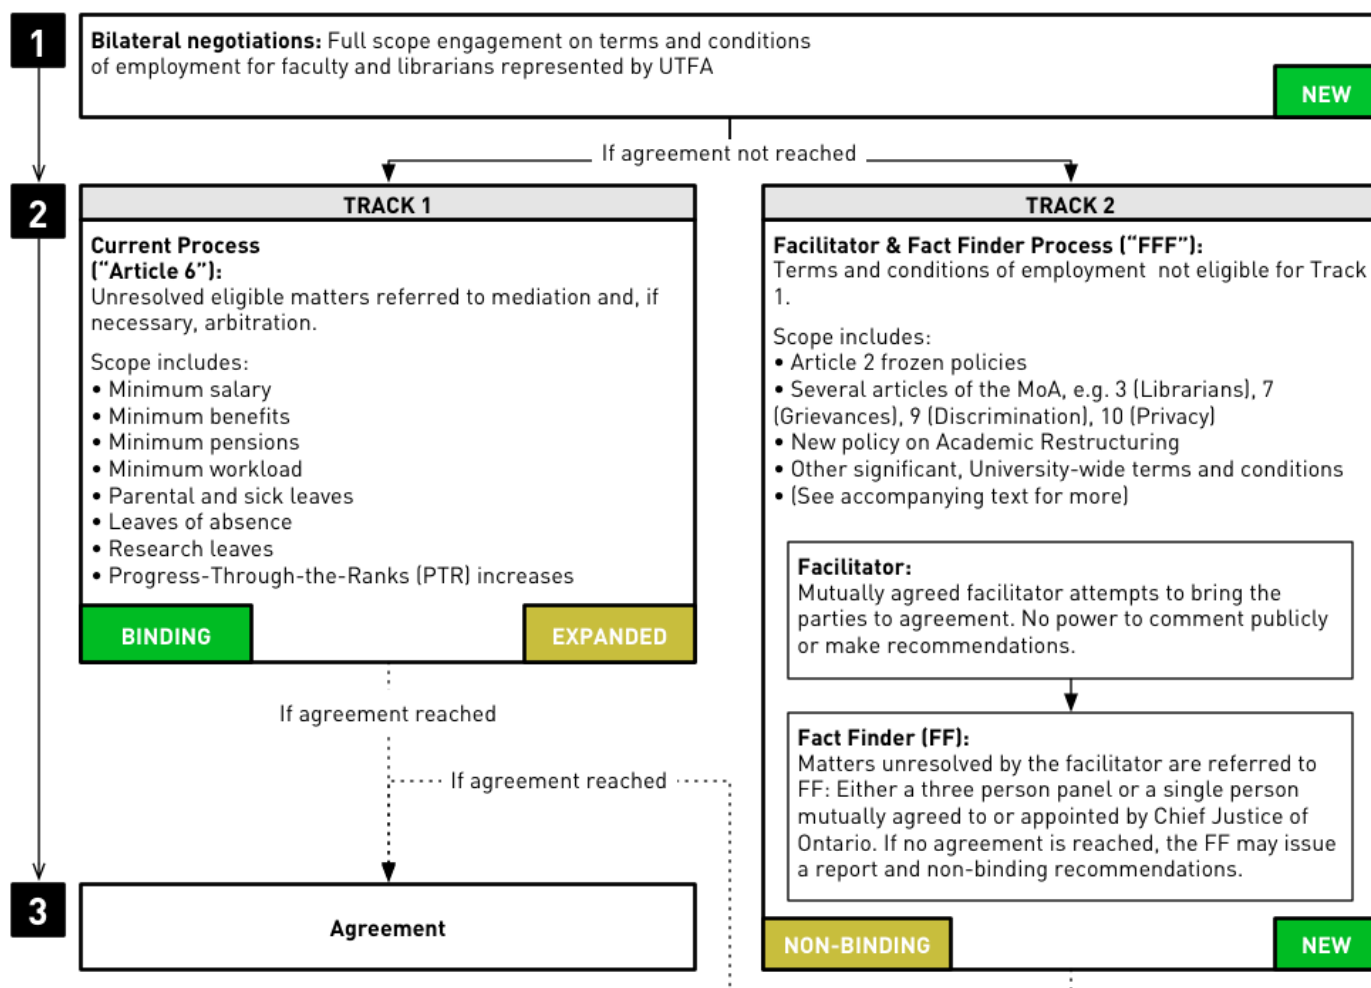 1
Bilateral negotiations: Full scope engagement on terms and conditions
of employment for faculty and librarians represented by UTFA
NEW
If agreement not reached
2
TRACK 1
Current Process
(“Article 6”):
Unresolved eligible matters referred to mediation and, if
necessary, arbitration.
Scope includes:
• Minimum salary
• Minimum benefits
• Minimum pensions
• Minimum workload
• Parental and sick leaves
• Leaves of absence
• Research leaves
• Progress-Through-the-Ranks (PTR) increases
BINDING
EXPANDED
TRACK 2
Facilitator & Fact Finder Process (“FFF”):
Terms and conditions of employment not eligible for Track
1.
Scope includes:
• Article 2 frozen policies
• Several articles of the MoA, e.g. 3 (Librarians), 7
(Grievances), 9 (Discrimination), 10 (Privacy)
• New policy on Academic Restructuring
• Other significant, University-wide terms and conditions
• (See accompanying text for more)
Facilitator:
Mutually agreed facilitator attempts to bring the
parties to agreement. No power to comment publicly
or make recommendations.
Fact Finder (FF):
Matters unresolved by the facilitator are referred to
FF: Either a three person panel or a single person
mutually agreed to or appointed by Chief Justice of
Ontario. If no agreement is reached, the FF may issue
a report and non-binding recommendations.
NON-BINDING
NEW
If agreement reached
If agreement reached
3
Agreement